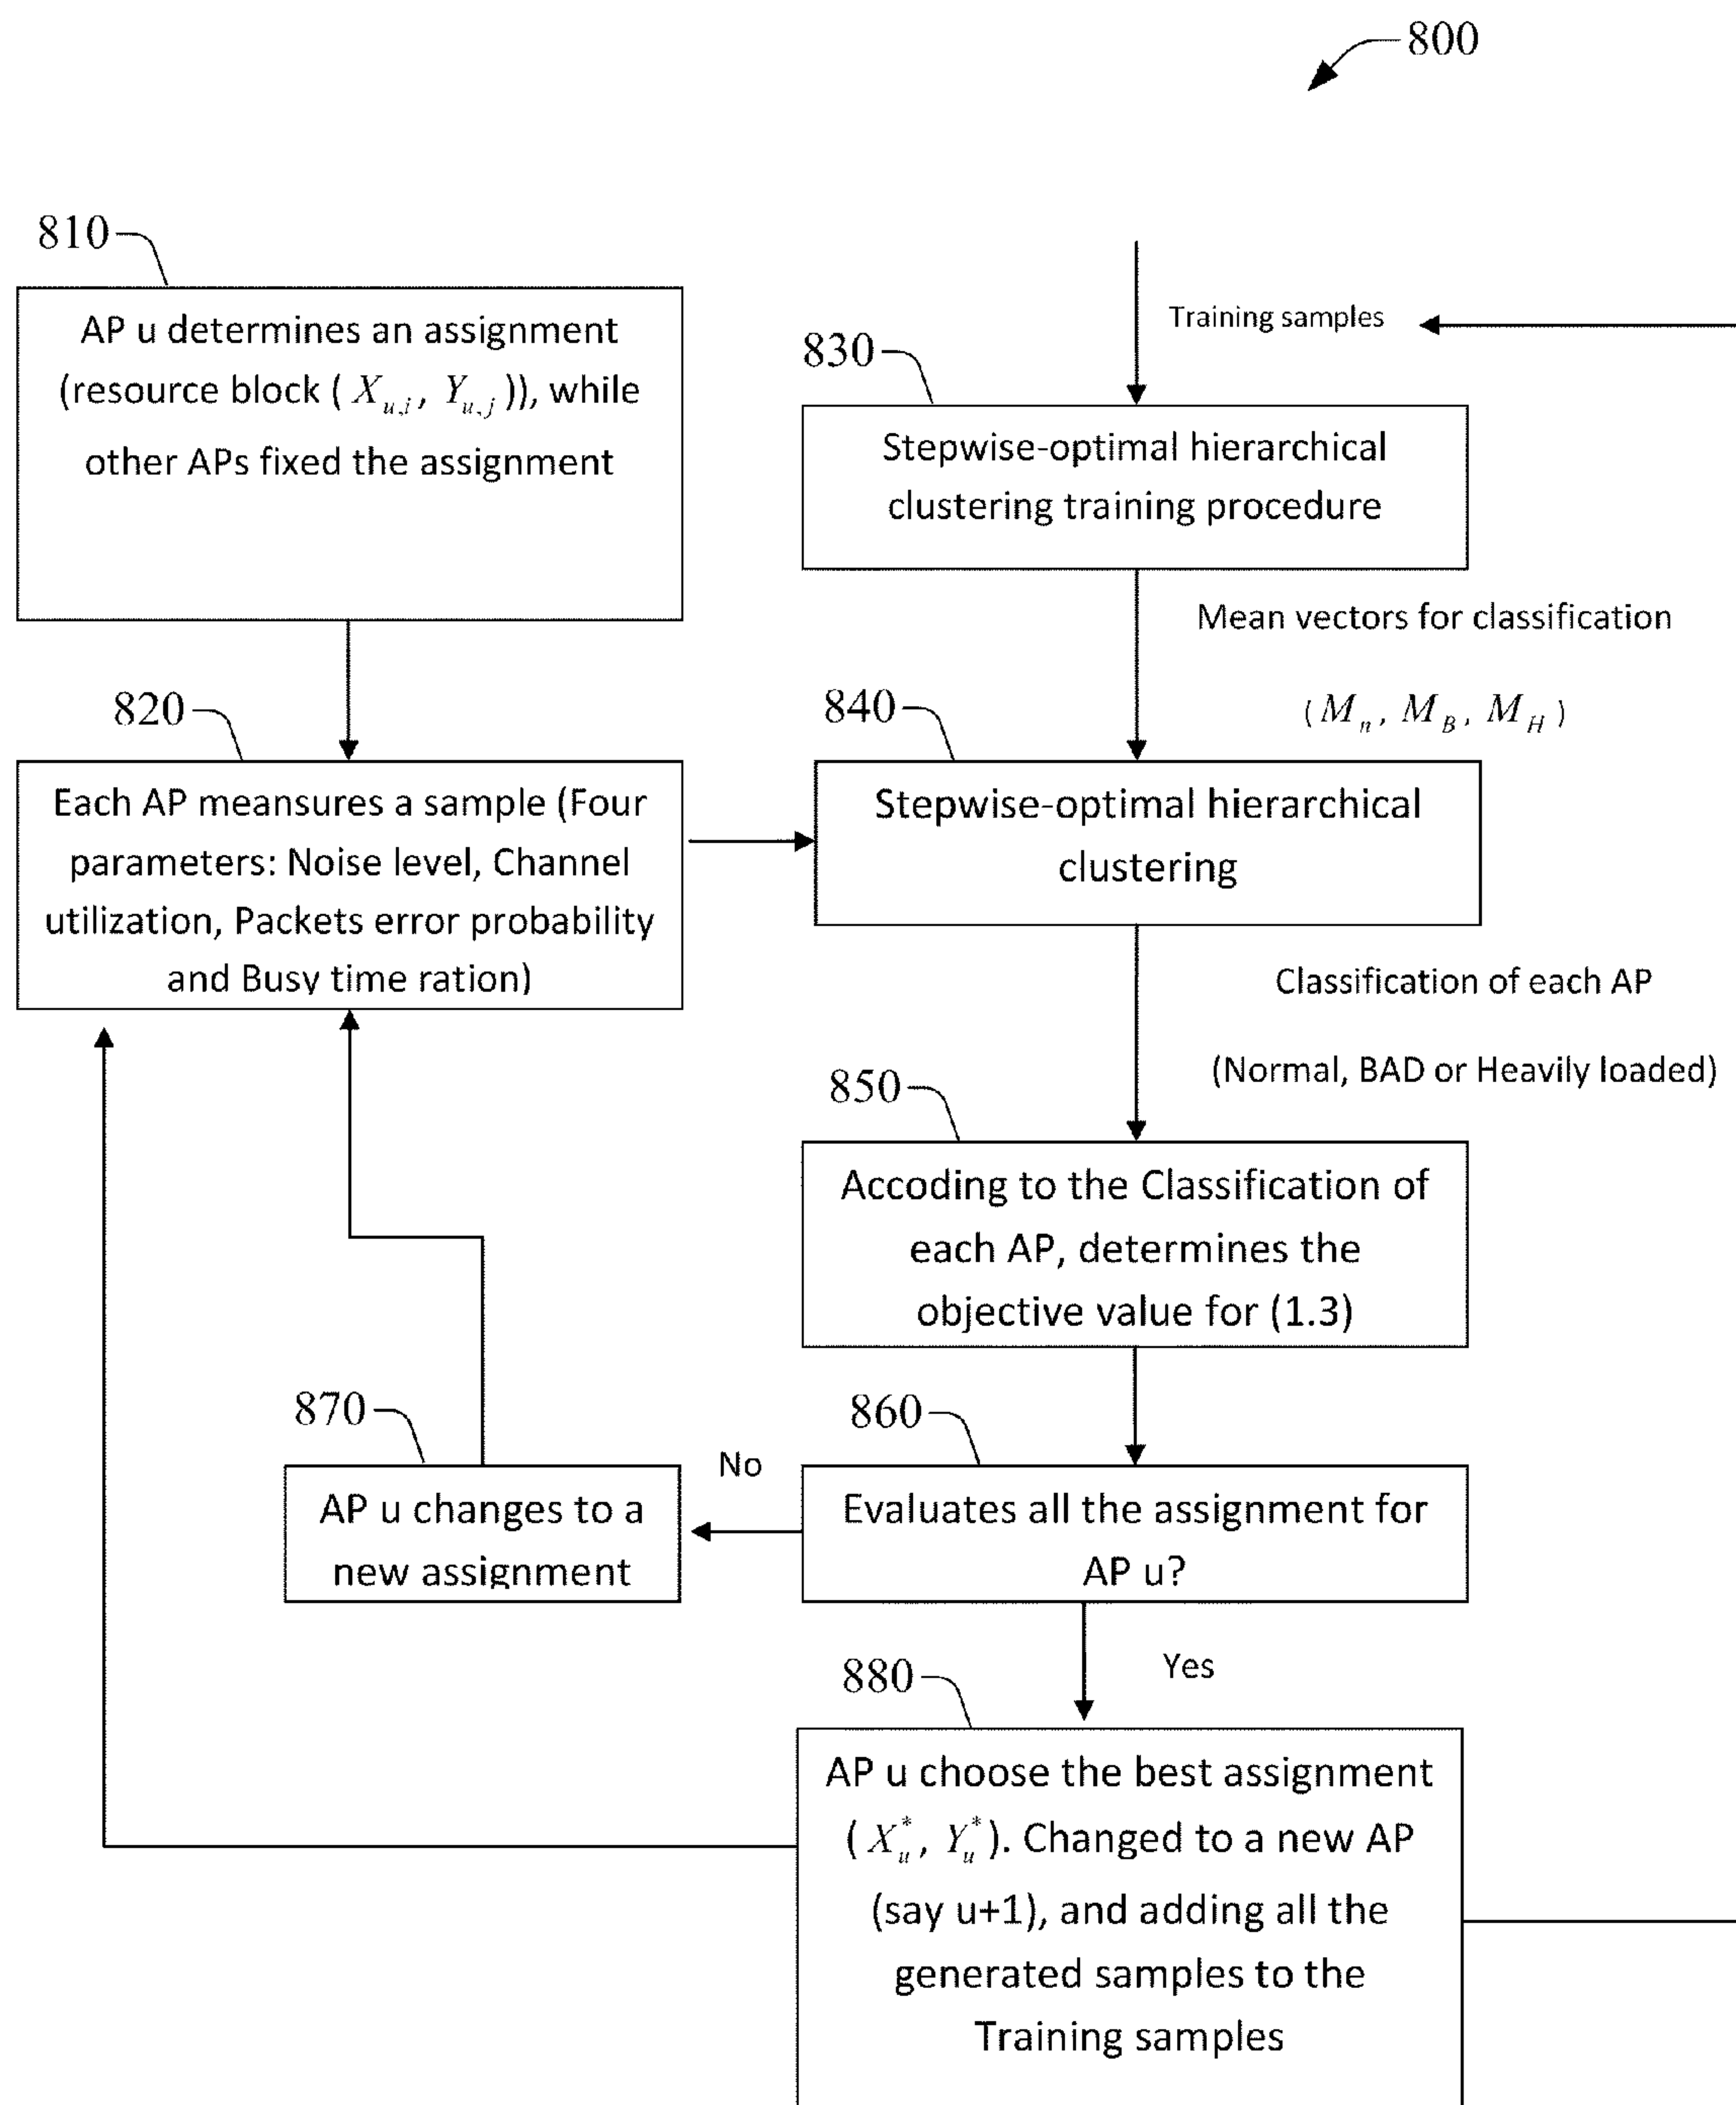 800
810
AP u determines an assignment
(resource block ( X_{u,i}, Y_{u,j} )), while
other APs fixed the assignment
Training samples
830
Stepwise-optimal hierarchical
clustering training procedure
Mean vectors for classification
( M_n, M_B, M_H )
820
Each AP meansures a sample (Four
parameters: Noise level, Channel
utilization, Packets error probability
and Busy time ration)
840
Stepwise-optimal hierarchical
clustering
Classification of each AP
(Normal, BAD or Heavily loaded)
850
Accoding to the Classification of
each AP, determines the
objective value for (1.3)
860
Evaluates all the assignment for
AP u?
No
870
AP u changes to a
new assignment
Yes
880
AP u choose the best assignment
( X_u^*, Y_u^* ). Changed to a new AP
(say u+1), and adding all the
generated samples to the
Training samples